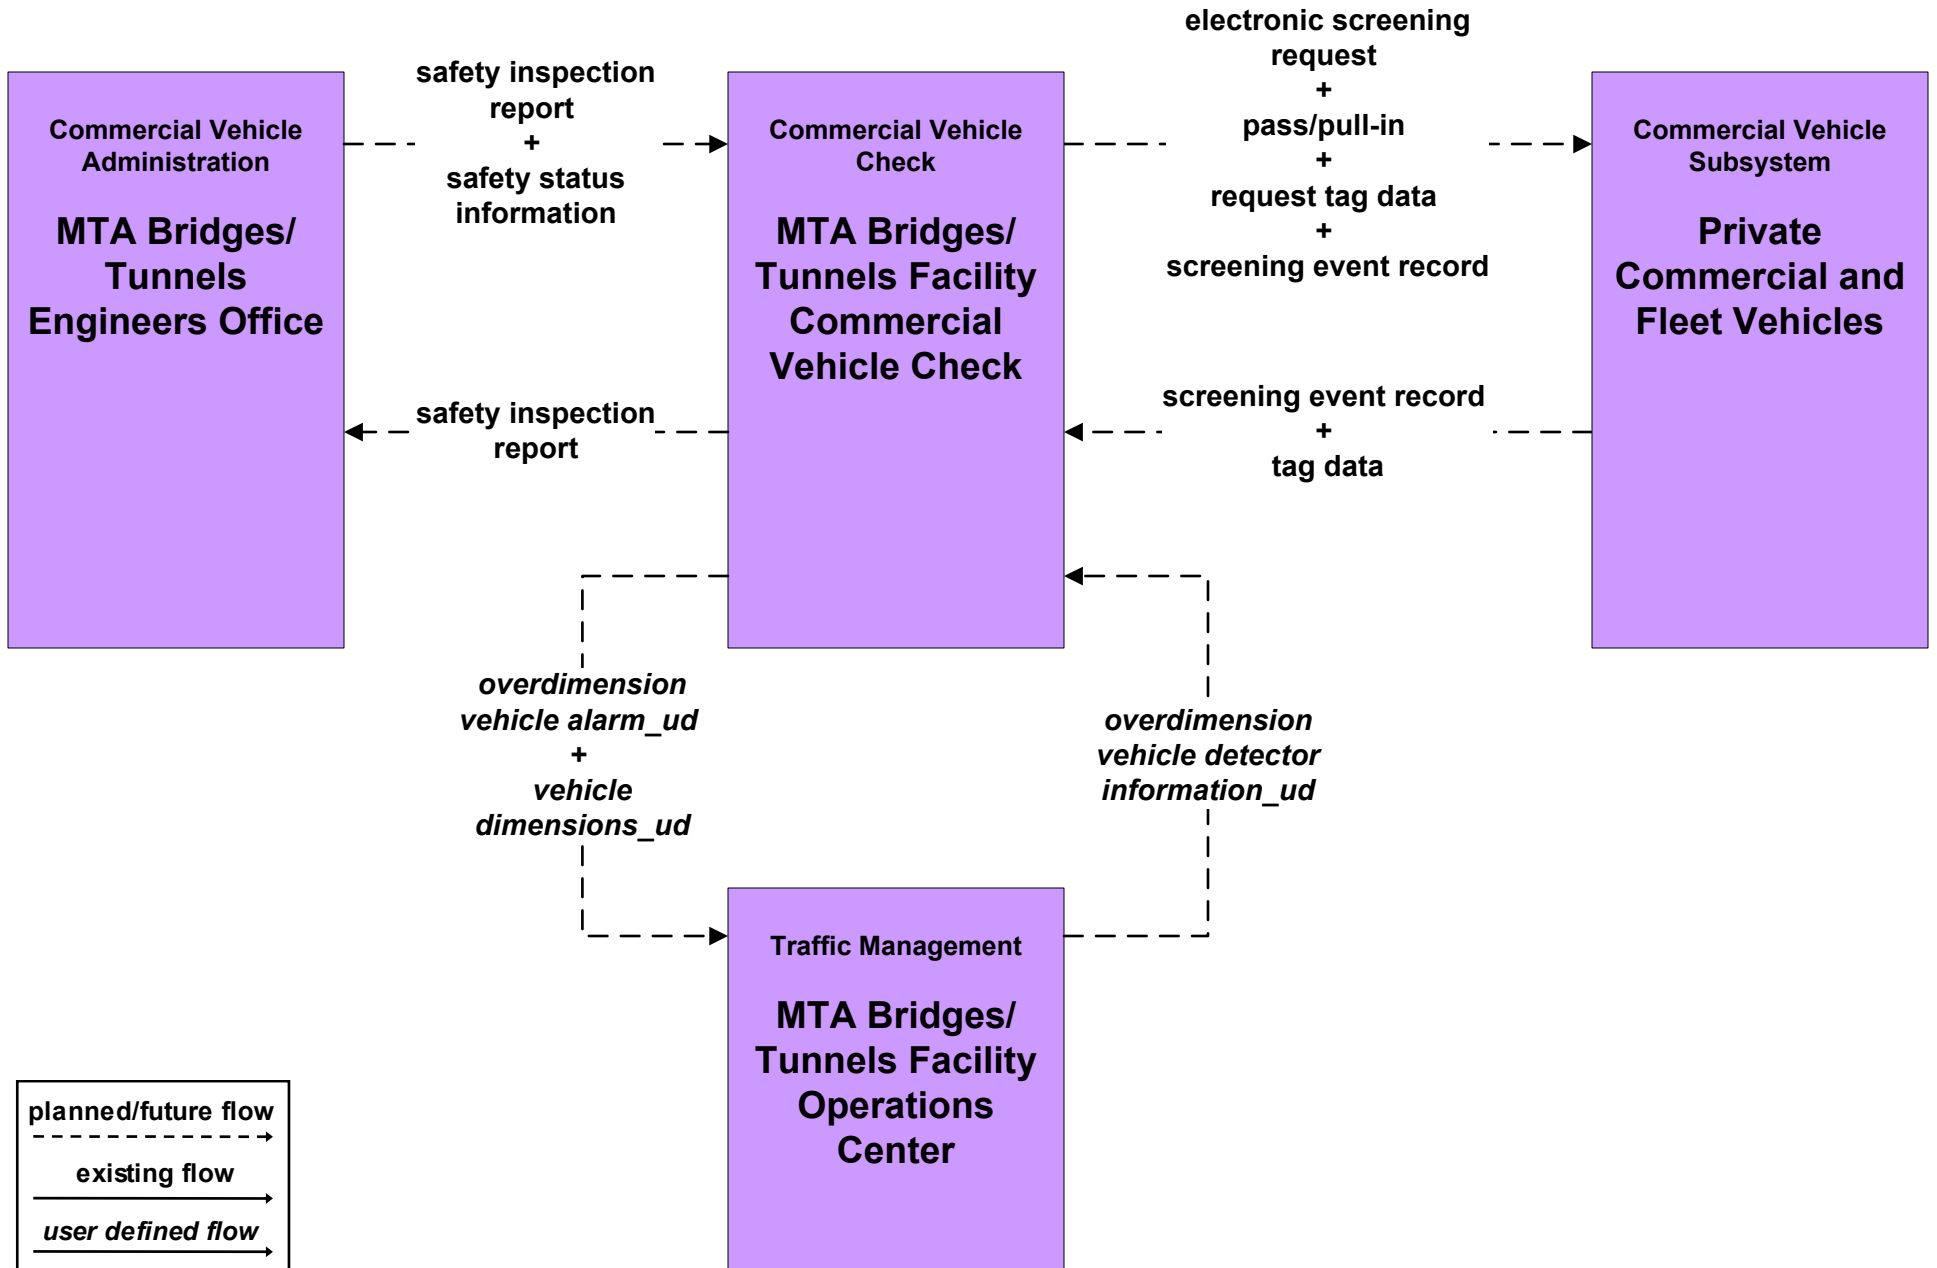 electronic screening
request
+
pass/pull-in
+
request tag data
+
screening event record
safety inspection
report
+
safety status
information
Commercial Vehicle
Administration
MTA Bridges/
Tunnels
Engineers Office
Commercial Vehicle
Check
MTA Bridges/
Tunnels Facility
Commercial
Vehicle Check
Commercial Vehicle
Subsystem
Private
Commercial and
Fleet Vehicles
safety inspection
report
screening event record
+
tag data
overdimension
vehicle alarm_ud
+
vehicle
dimensions_ud
overdimension
vehicle detector
information_ud
Traffic Management
MTA Bridges/
Tunnels Facility
Operations
Center
planned/future flow
existing flow
user defined flow